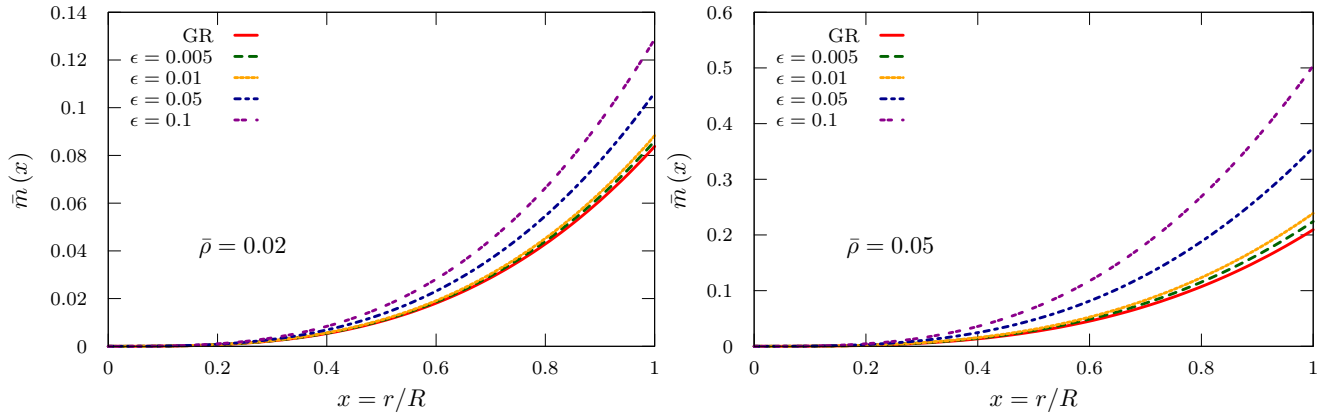 0.14
0.12
0.1
0.08
0.06
0.04
0.02
0
m̄(x)
GR
ϵ = 0.005
ϵ = 0.01
ϵ = 0.05
ϵ = 0.1
ρ̄ = 0.02
0 0.2 0.4 0.6 0.8 1
x = r/R
0.6
0.5
0.4
0.3
0.2
0.1
0
m̄(x)
GR
ϵ = 0.005
ϵ = 0.01
ϵ = 0.05
ϵ = 0.1
ρ̄ = 0.05
0 0.2 0.4 0.6 0.8 1
x = r/R